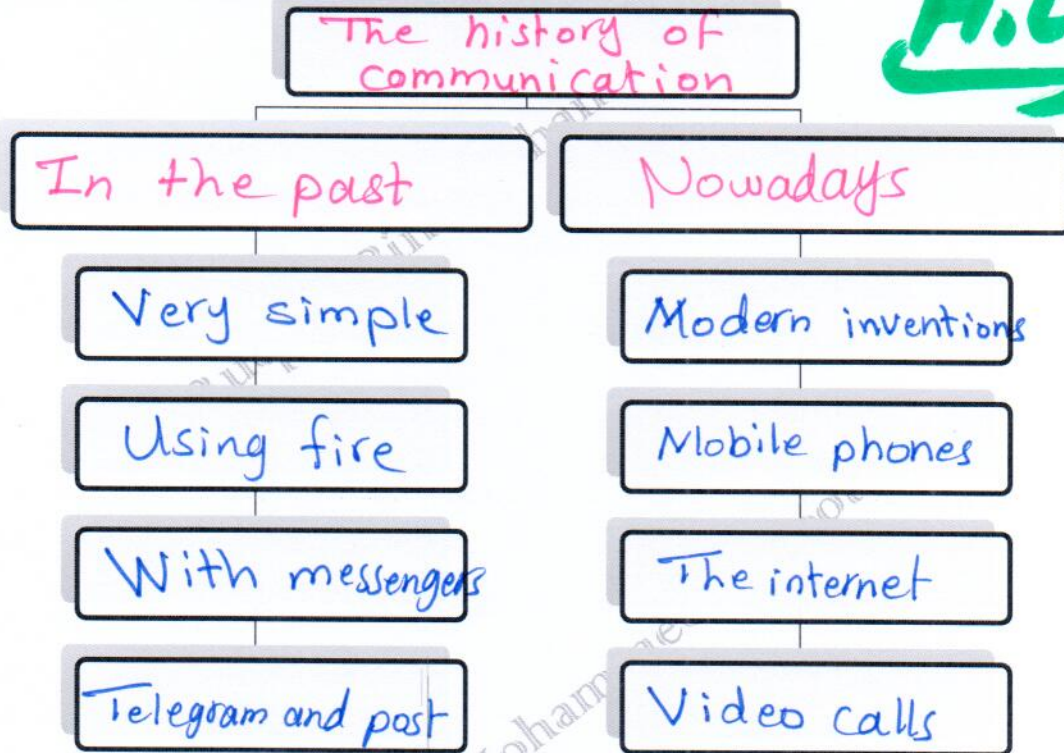 The history of
communication
In the past
Nowadays
Very simple
Modern inventions
Using fire
Mobile phones
With messengers
The internet
Telegram and post
Video calls